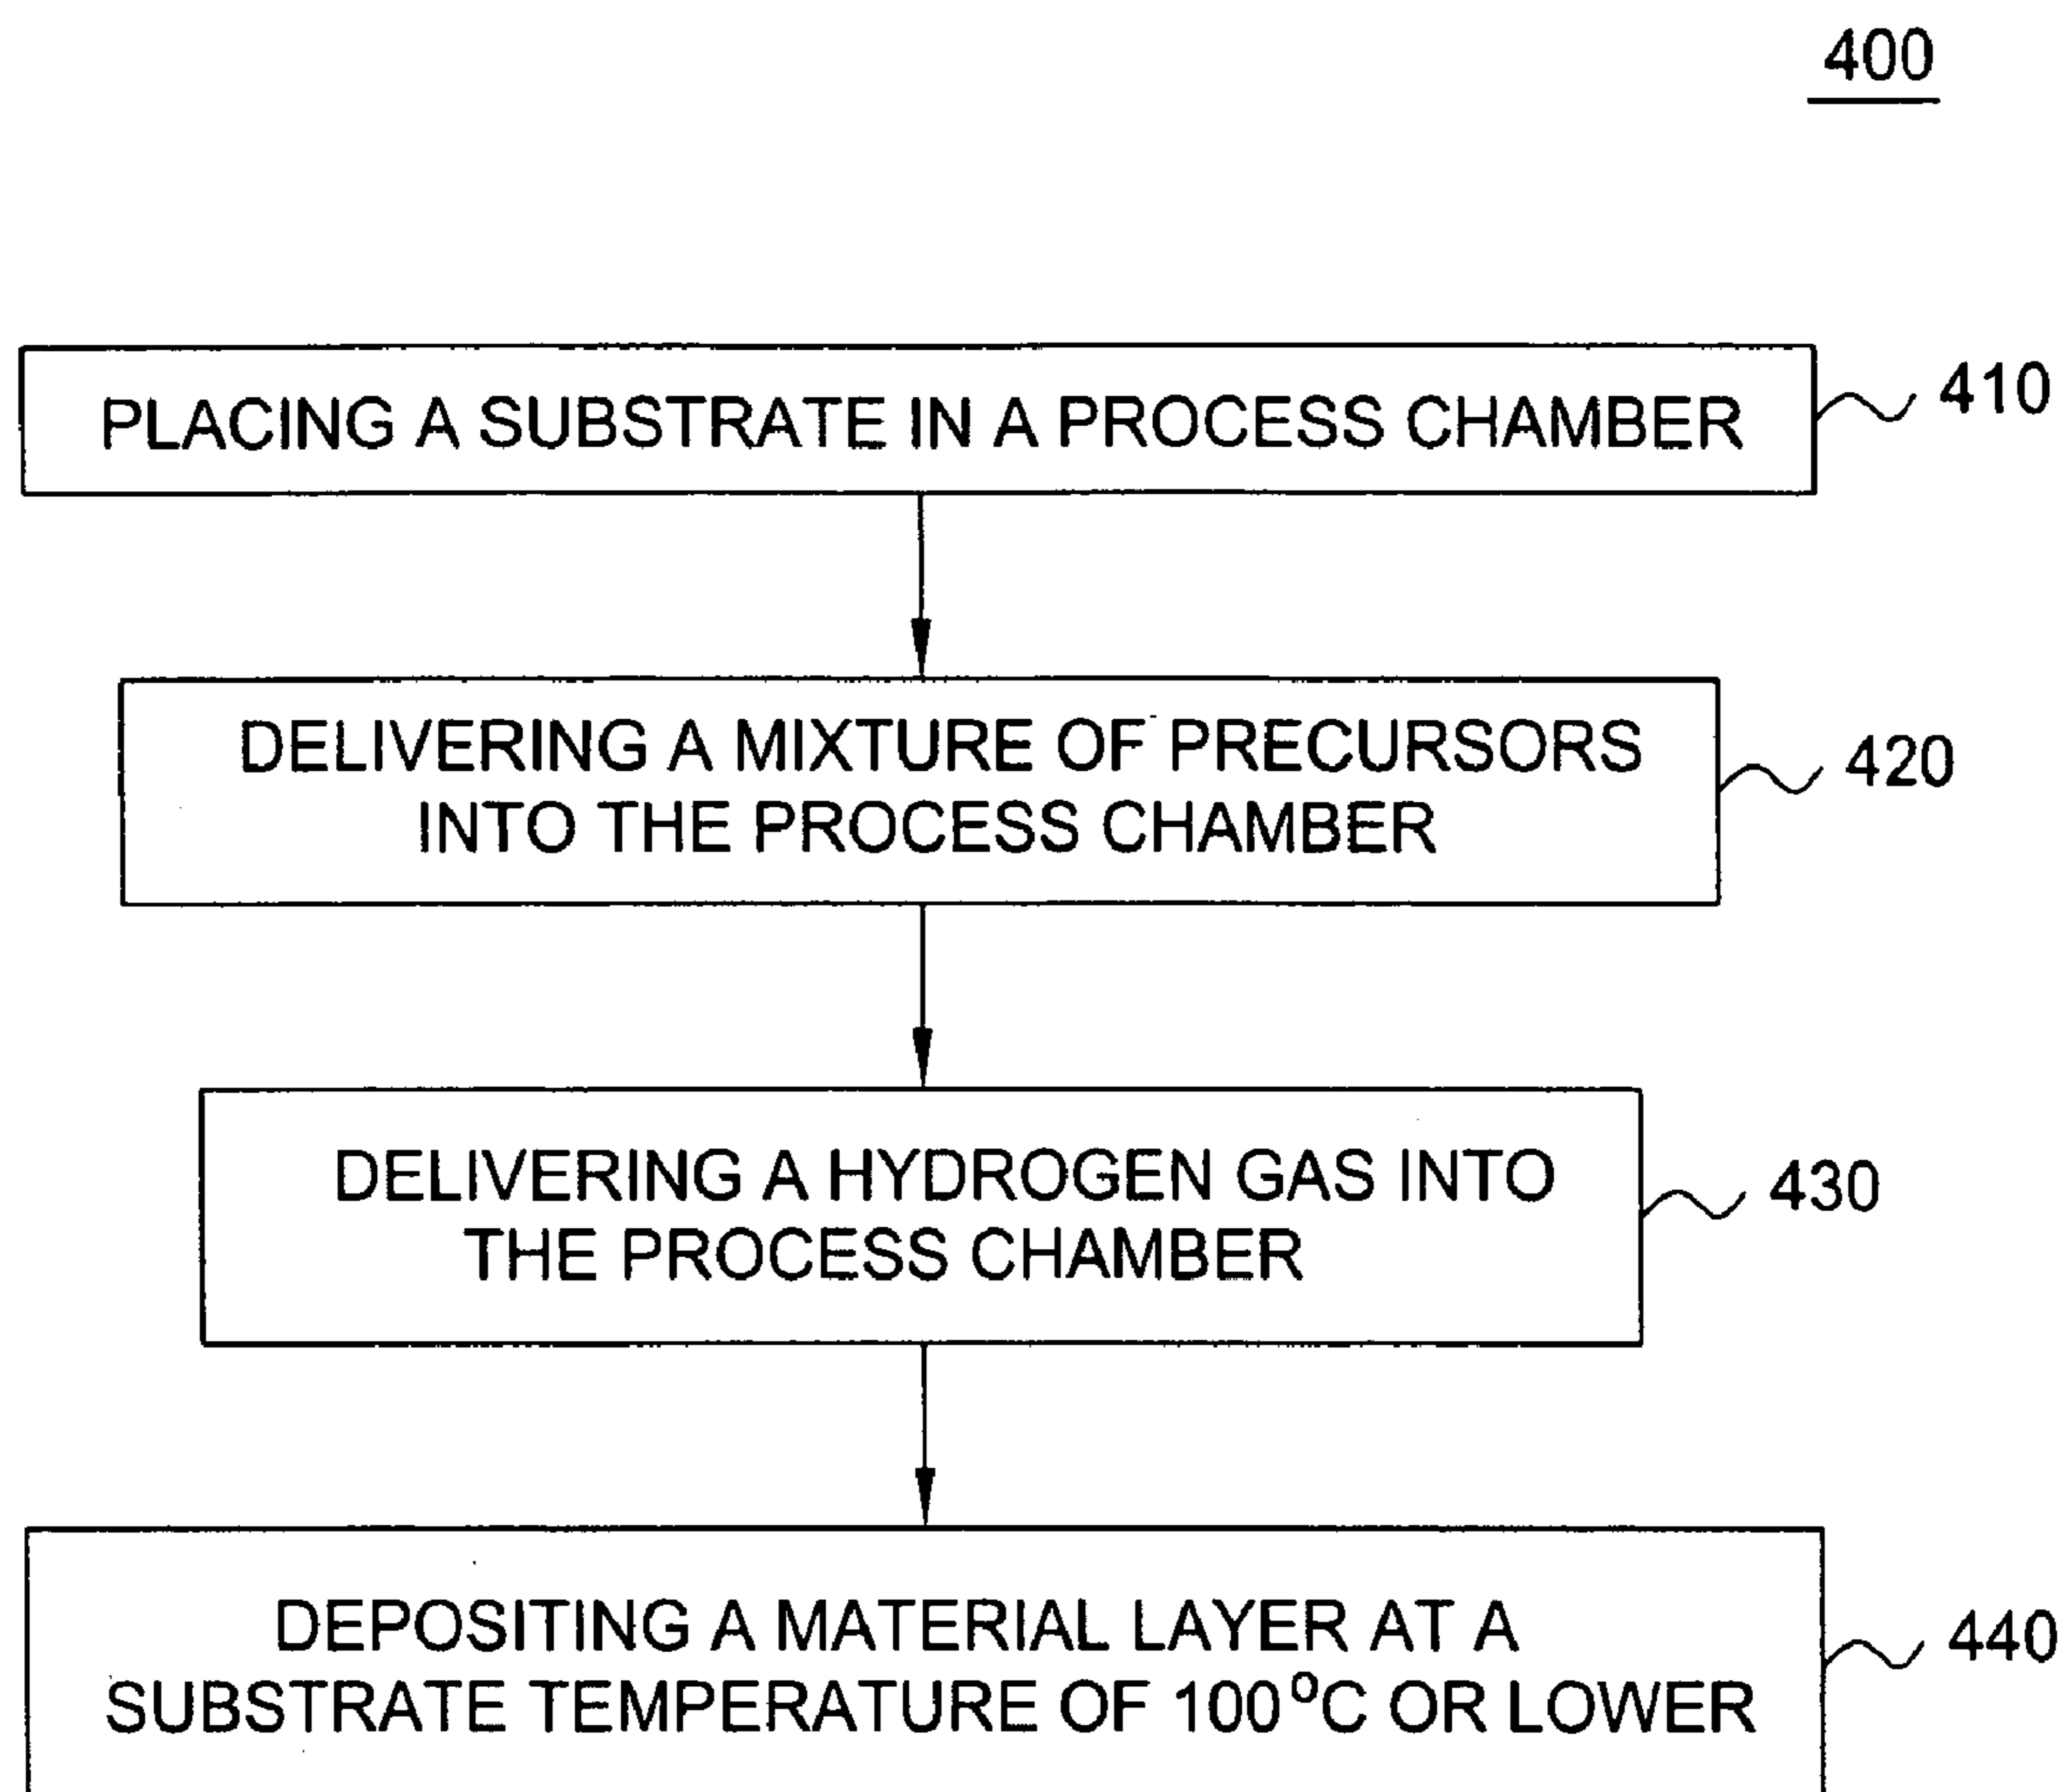 400
PLACING A SUBSTRATE IN A PROCESS CHAMBER
410
DELIVERING A MIXTURE OF PRECURSORS
INTO THE PROCESS CHAMBER
420
DELIVERING A HYDROGEN GAS INTO
THE PROCESS CHAMBER
430
DEPOSITING A MATERIAL LAYER AT A
SUBSTRATE TEMPERATURE OF 100°C OR LOWER
440